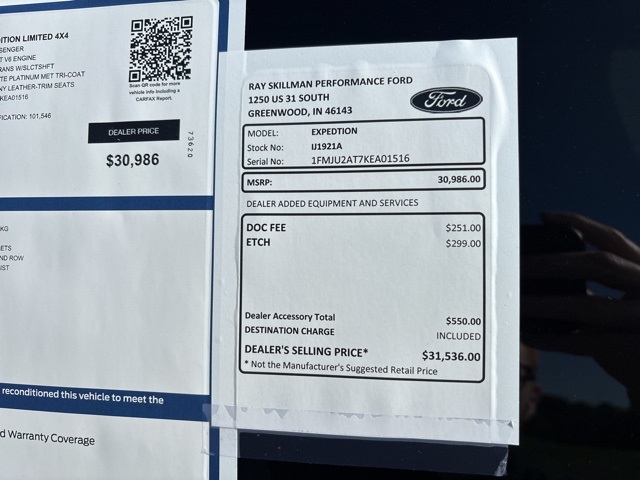 ITION LIMITED 4X4
SENGER
T V6 ENGINE
RANS W/SLCTSHFT
TE PLATINUM MET TRI-COAT
NY LEATHER-TRIM SEATS
KEA01516
FICATION: 101,546
Scan QR code for more
vehicle info including a
CARFAX Report.
DEALER PRICE
$30,986
73620
KG
ETS
ND ROW
IST
reconditioned this vehicle to meet the
d Warranty Coverage
RAY SKILLMAN PERFORMANCE FORD
1250 US 31 SOUTH
GREENWOOD, IN 46143
Ford
MODEL: EXPEDTION
Stock No: IJ1921A
Serial No: 1FMJU2AT7KEA01516
MSRP: 30,986.00
DEALER ADDED EQUIPMENT AND SERVICES
DOC FEE $251.00
ETCH $299.00
Dealer Accessory Total $550.00
DESTINATION CHARGE INCLUDED
DEALER'S SELLING PRICE* $31,536.00
* Not the Manufacturer's Suggested Retail Price